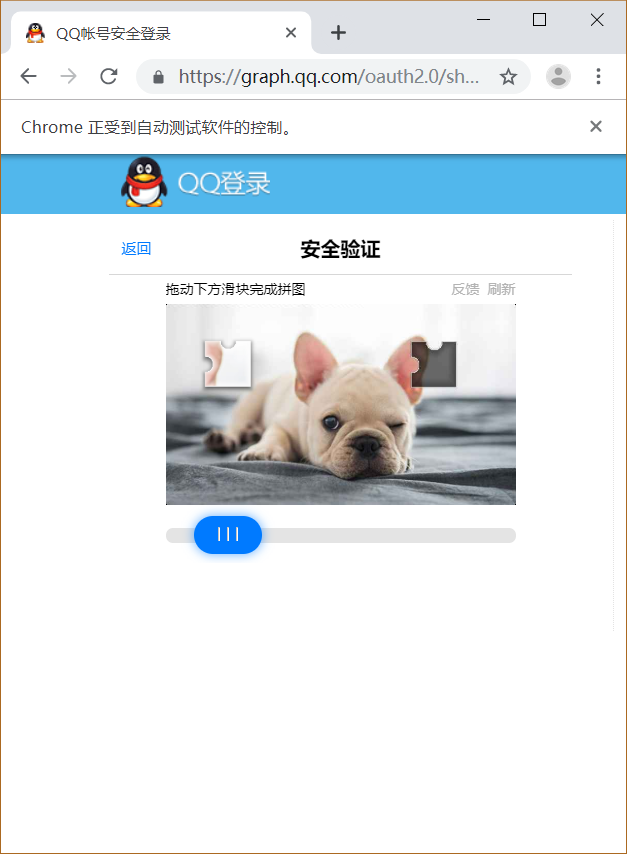 QQ帐号安全登录
https://graph.qq.com/oauth2.0/sh...
Chrome 正受到自动测试软件的控制。
QQ登录
返回
安全验证
拖动下方滑块完成拼图
反馈 刷新